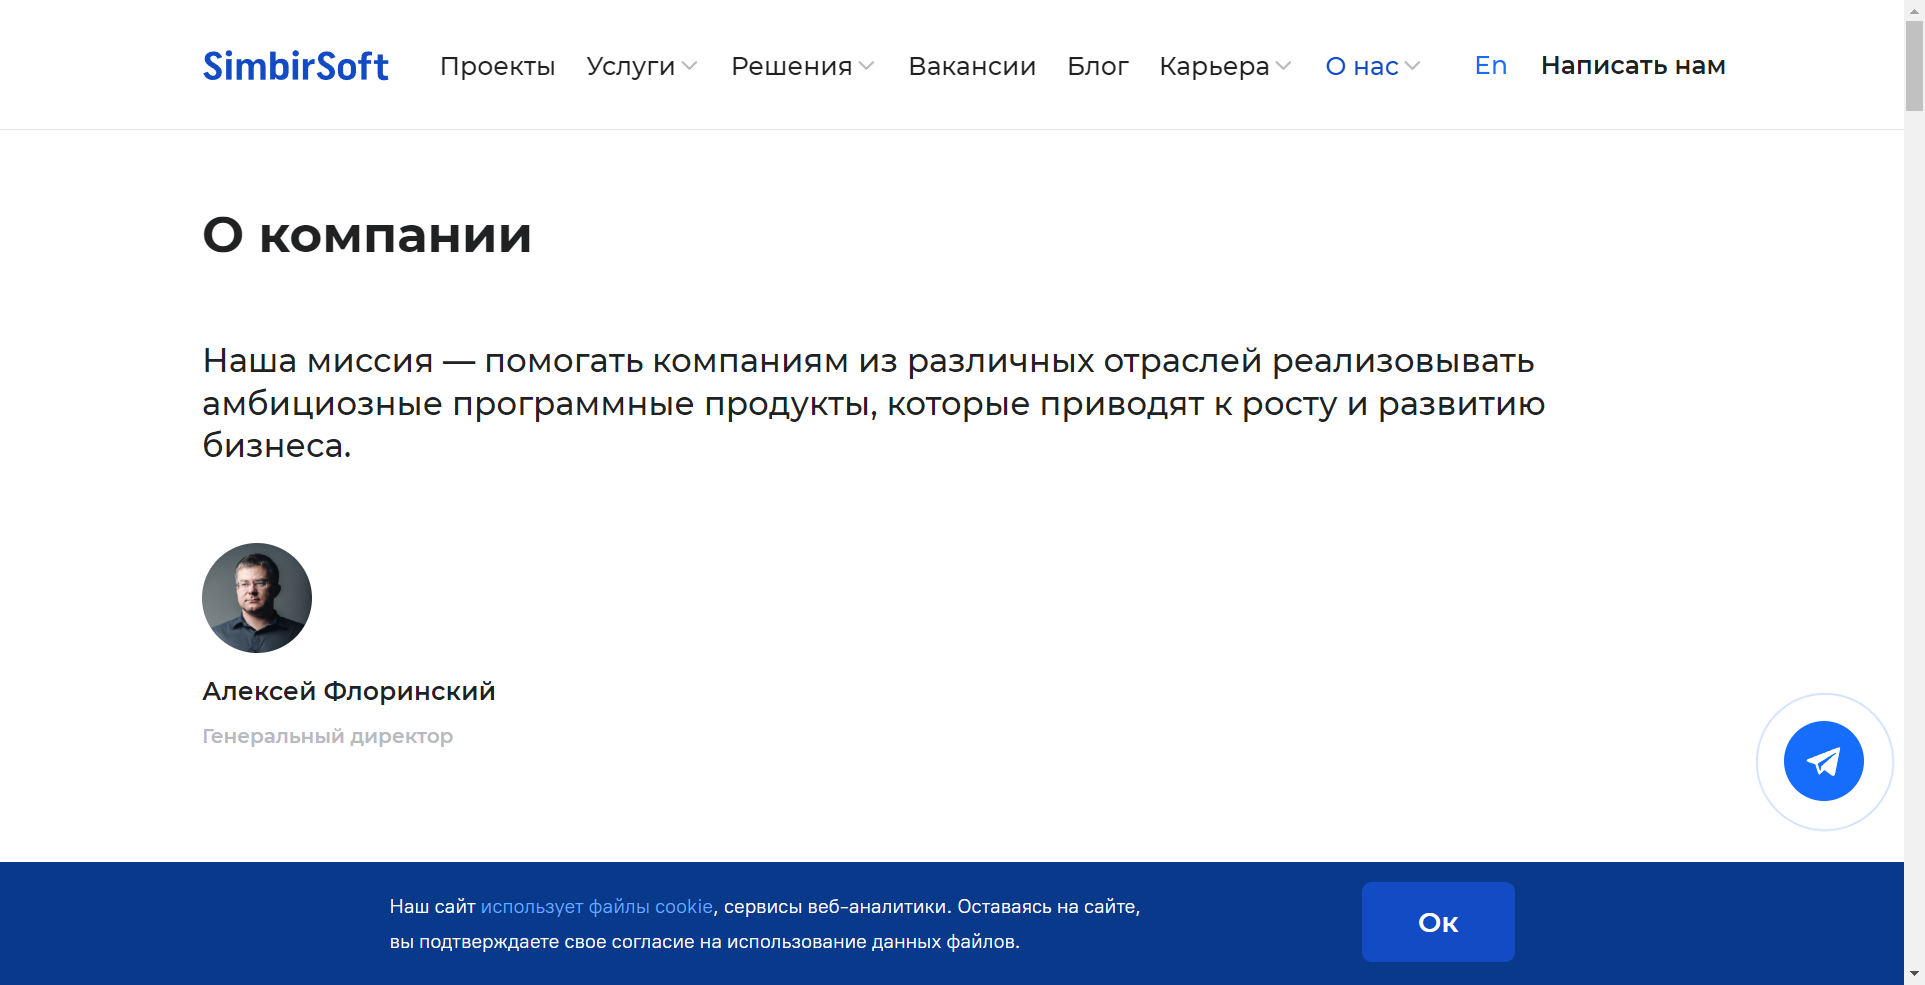 SimbirSoft Проекты Услуги Решения Вакансии Блог Карьера О нас En Написать нам
О компании
Наша миссия — помогать компаниям из различных отраслей реализовывать
амбициозные программные продукты, которые приводят к росту и развитию
бизнеса.
Алексей Флоринский
Генеральный директор
Наш сайт использует файлы cookie, сервисы веб-аналитики. Оставаясь на сайте,
вы подтверждаете свое согласие на использование данных файлов.
Ок